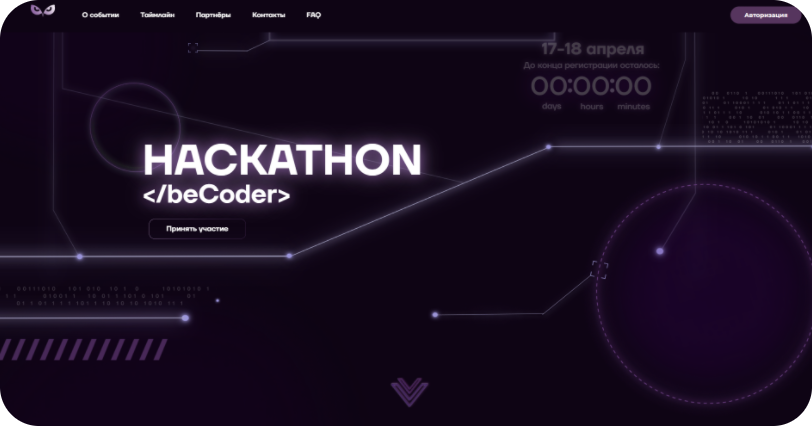 О событии
Таймлайн
Партнёры
Контакты
FAQ
Авторизация
17-18 апреля
До конца регистрации осталось:
00:00:00
days
hours
minutes
HACKATHON
</beCoder>
Принять участие